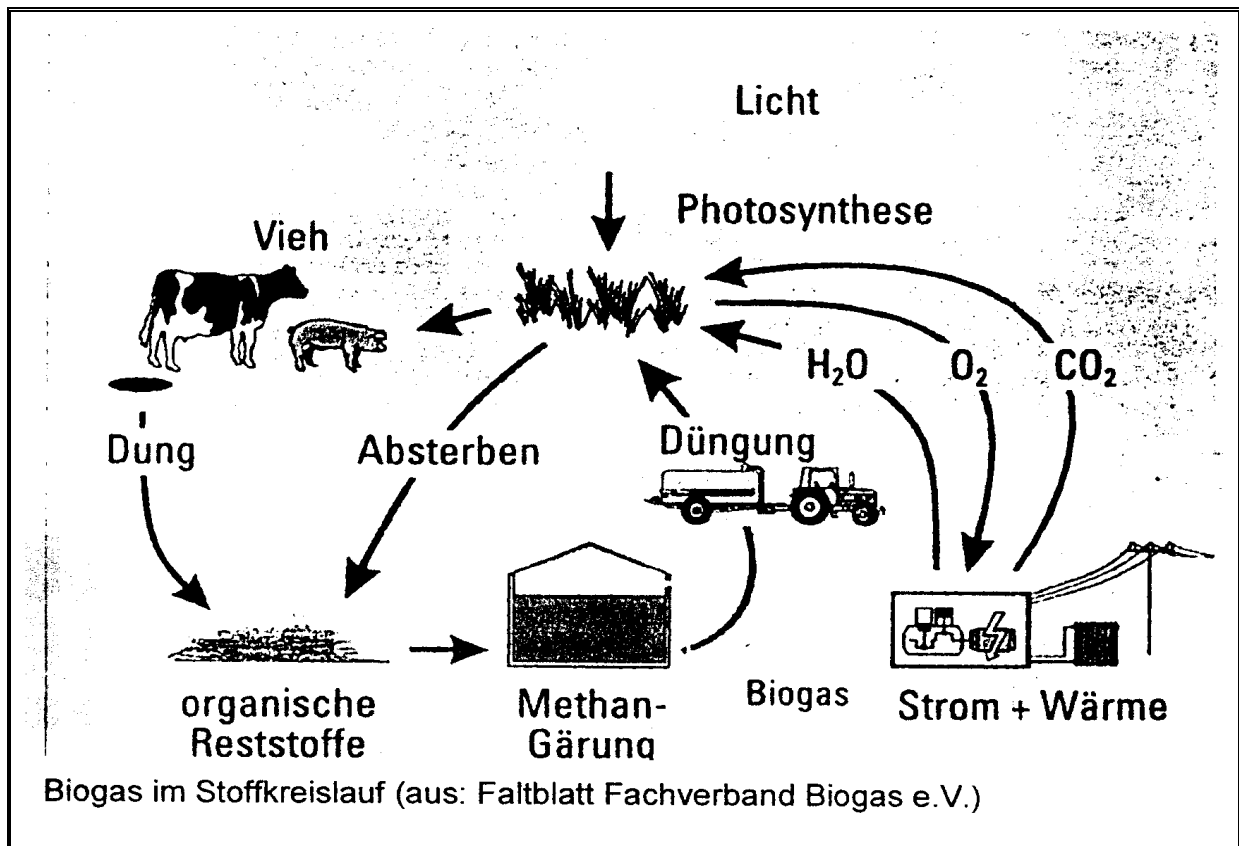 Licht
Photosynthese
Vieh
H₂O
O₂
CO₂
Dung
Absterben
Düngung
organische
Reststoffe
Methan-
Gärung
Biogas
Strom + Wärme
Biogas im Stoffkreislauf (aus: Faltblatt Fachverband Biogas e.V.)